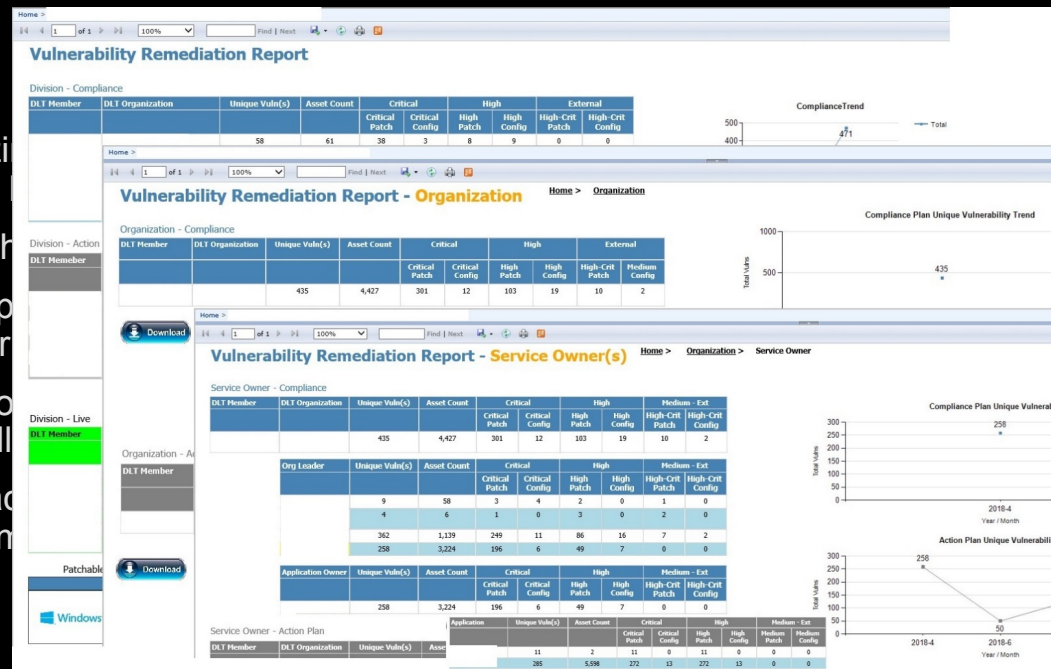 Home >
1 of 1 100% Find | Next
Vulnerability Remediation Report
Division - Compliance
DLT Member DLT Organization Unique Vuln(s) Asset Count Critical High External
Critical Patch Critical Config High Patch High Config High-Crit Patch High-Crit Config
58 61 38 3 8 9 0 0
ComplianceTrend
500
400
471
Total
Division - Action
DLT Memeber
Division - Live
DLT Member
Patchable
Windows
Home >
1 of 1 100% Find | Next
Vulnerability Remediation Report - Organization Home > Organization
Organization - Compliance
DLT Member DLT Organization Unique Vuln(s) Asset Count Critical High External
Critical Patch Critical Config High Patch High Config High-Crit Patch Medium Config
435 4,427 301 12 103 19 10 2
Compliance Plan Unique Vulnerability Trend
Total Vulns
1000
500
435
Download
Organization - A
DLT Member
Download
Home >
1 of 1 100% Find | Next
Vulnerability Remediation Report - Service Owner(s) Home > Organization > Service Owner
Service Owner - Compliance
DLT Member DLT Organization Unique Vuln(s) Asset Count Critical High Medium - Ext
Critical Patch Critical Config High Patch High Config High-Crit Patch High-Crit Config
435 4,427 301 12 103 19 10 2
Org Leader Unique Vuln(s) Asset Count Critical High Medium - Ext
Critical Patch Critical Config High Patch High Config High-Crit Patch High-Crit Config
9 58 3 4 2 0 1 0
4 6 1 0 3 0 2 0
362 1,139 249 11 86 16 7 2
258 3,224 196 6 49 7 0 0
Application Owner Unique Vuln(s) Asset Count Critical High Medium - Ext
Critical Patch Critical Config High Patch High Config High-Crit Patch High-Crit Config
258 3,224 196 6 49 7 0 0
Application Unique Vuln(s) Asset Count Critical High Medium - Ext
Critical Patch Critical Config High Patch High Config Medium Patch Medium Config
11 2 11 0 11 0 0 0
285 5,598 272 13 272 13 0 0
Service Owner - Action Plan
DLT Member DLT Organization Unique Vuln(s) Asse
Compliance Plan Unique Vulneral
Total Vulns
300
250
200
150
100
50
0
258
2018-4
Year / Month
Action Plan Unique Vulnerabili
Total Vulns
300
250
200
150
100
50
0
258
50
2018-4 2018-6
Year / Month